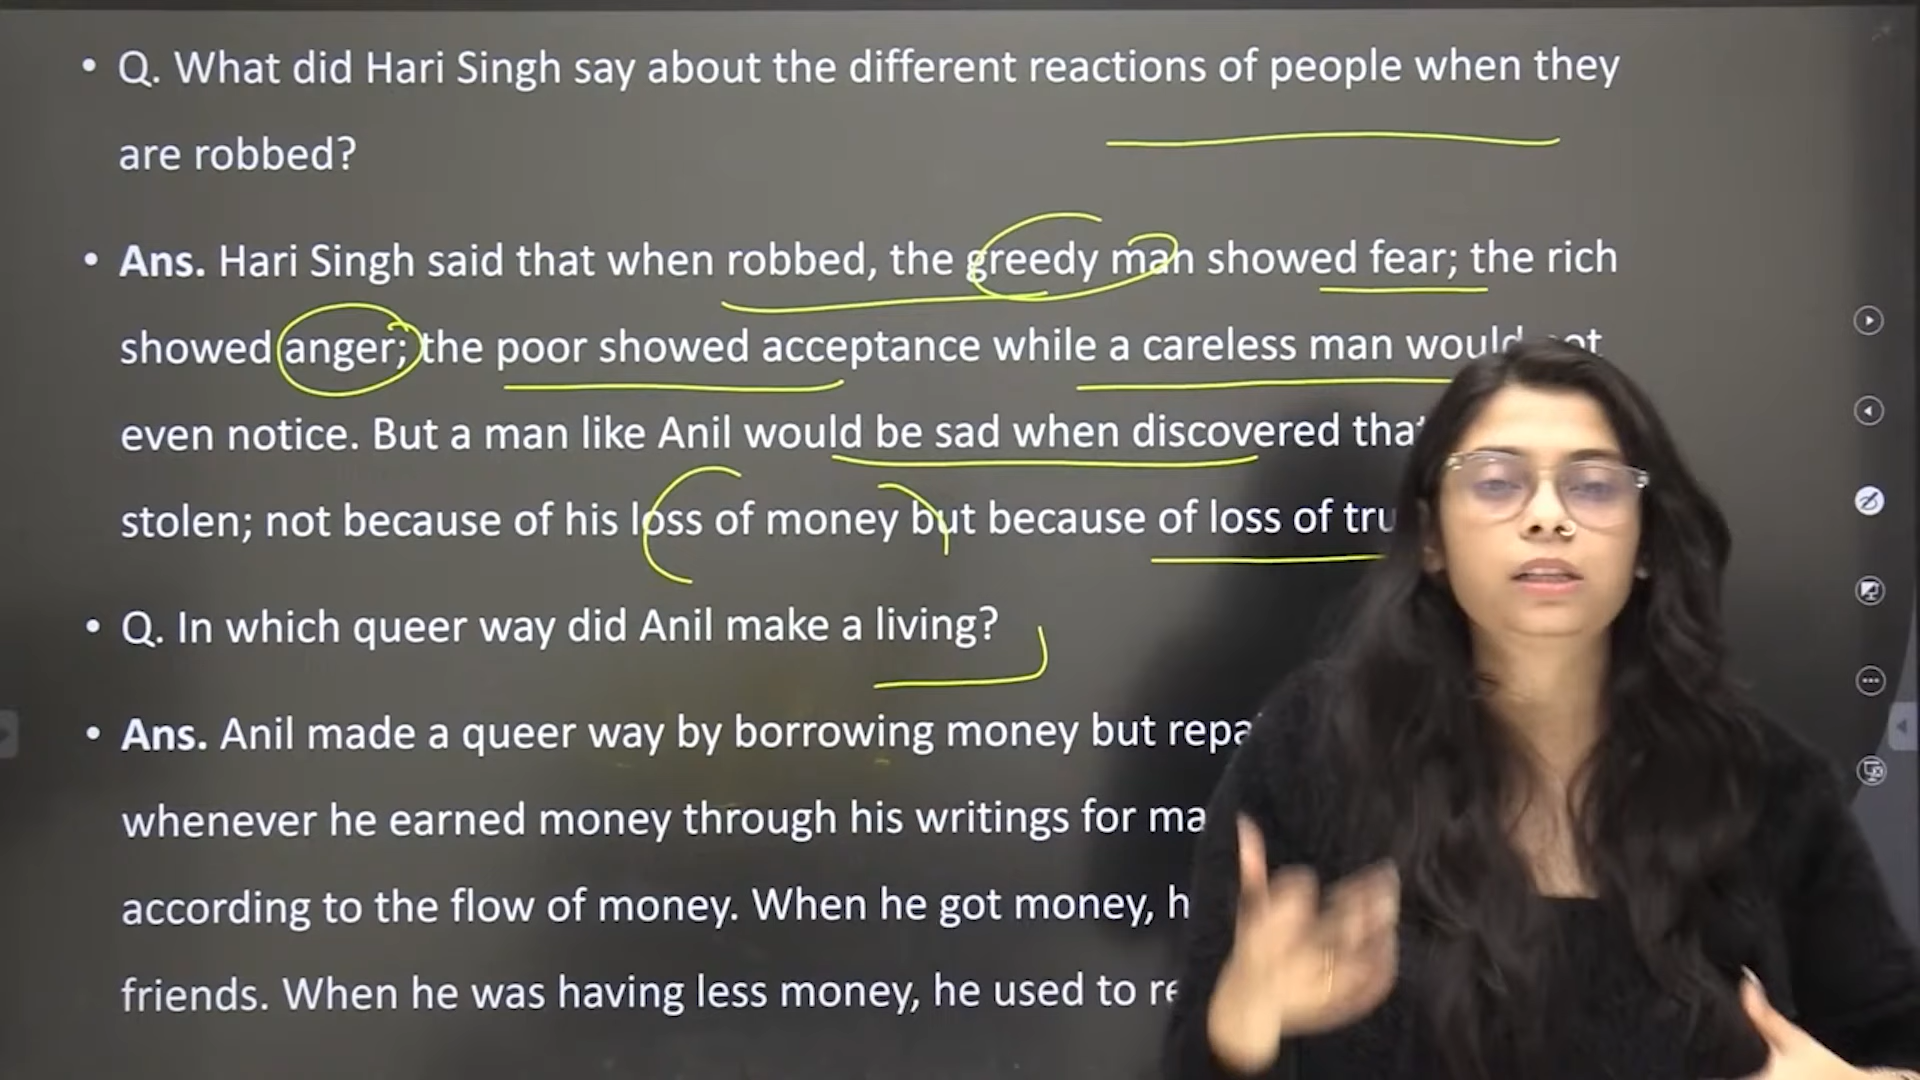 • Q. What did Hari Singh say about the different reactions of people when they
are robbed?
• Ans. Hari Singh said that when robbed, the greedy man showed fear; the rich
showed anger; the poor showed acceptance while a careless man would
even notice. But a man like Anil would be sad when discovered
stolen; not because of his loss of money but because of loss of
• Q. In which queer way did Anil make a living?
• Ans. Anil made a queer way by borrowing money but
whenever he earned money through his writings for
according to the flow of money. When he got money,
friends. When he was having less money, he used to